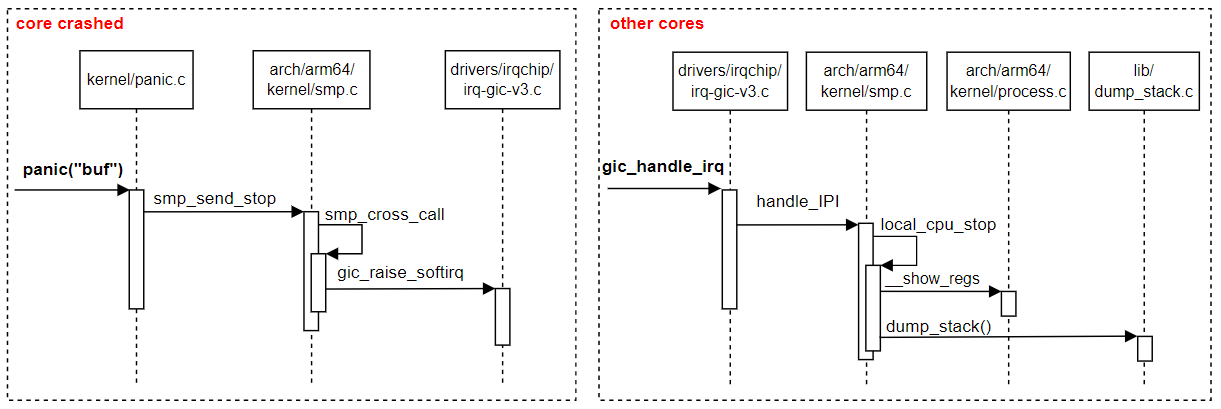 core crashed
kernel/panic.c
arch/arm64/
kernel/smp.c
drivers/irqchip/
irq-gic-v3.c
panic("buf")
smp_send_stop
smp_cross_call
gic_raise_softirq
other cores
drivers/irqchip/
irq-gic-v3.c
arch/arm64/
kernel/smp.c
arch/arm64/
kernel/process.c
lib/
dump_stack.c
gic_handle_irq
handle_IPI
local_cpu_stop
__show_regs
dump_stack()